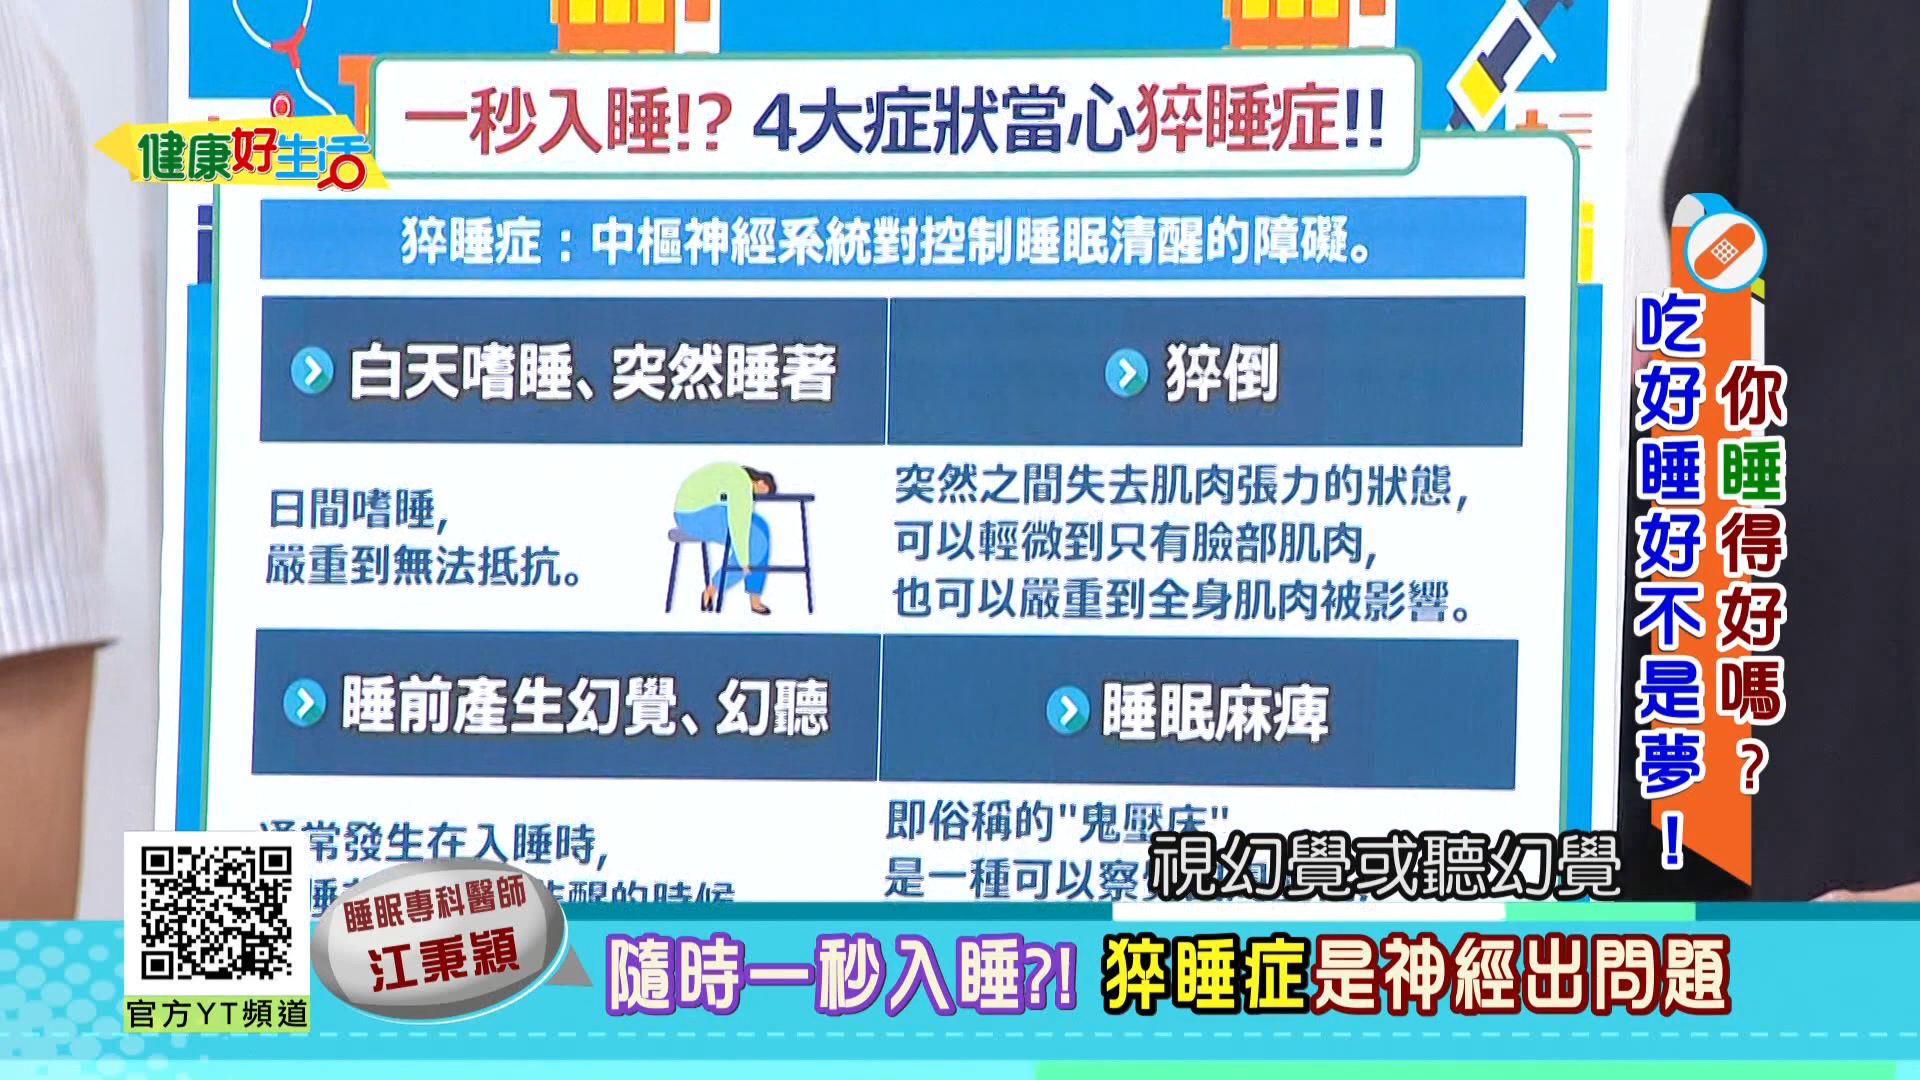 一秒入睡!? 4大症狀當心猝睡症!!
健康好生活
猝睡症：中樞神經系統對控制睡眠清醒的障礙。
白天嗜睡、突然睡著
猝倒
日間嗜睡,
嚴重到無法抵抗。
突然之間失去肌肉張力的狀態,
可以輕微到只有臉部肌肉,
也可以嚴重到全身肌肉被影響。
睡前產生幻覺、幻聽
睡眠麻痺
通常發生在入睡時,
醒的時候
即俗稱的"鬼壓床"
是一種可以察
你睡得好嗎?
吃好睡好不是夢!
視幻覺或聽幻覺
睡眠專科醫師
江秉穎
隨時一秒入睡?! 猝睡症是神經出問題
官方YT頻道